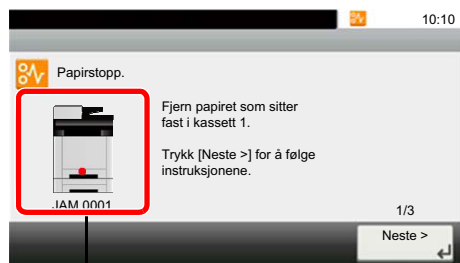 10:10
Papirstopp.
Fjern papiret som sitter
fast i kassett 1.
Trykk [Neste >] for å følge
instruksjonene.
JAM 0001
1/3
Neste >